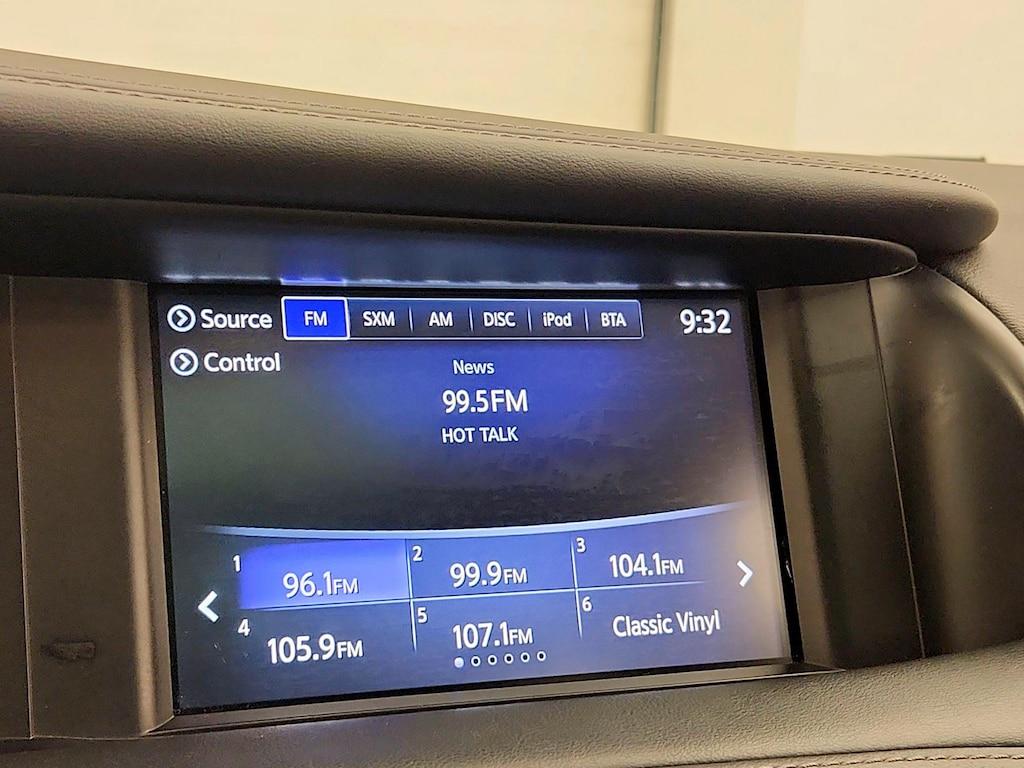 Source FM SXM AM DISC iPod BTA 9:32
Control
News
99.5FM
HOT TALK
1 96.1FM 2 99.9FM 3 104.1FM
4 105.9FM 5 107.1FM 6 Classic Vinyl